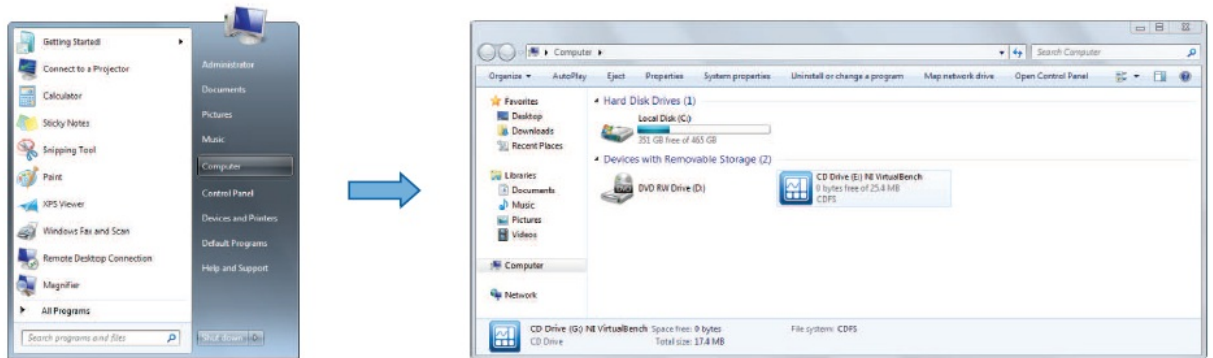 Getting Started
Connect to a Projector
Calculator
Sticky Notes
Snipping Tool
Paint
XPS Viewer
Windows Fax and Scan
Remote Desktop Connection
Magnifier
All Programs
Search programs and files
Administrator
Documents
Pictures
Music
Computer
Control Panel
Devices and Printers
Default Programs
Help and Support
Shut down
Computer
Search Computer
Organize AutoPlay Eject Properties System properties Uninstall or change a program Map network drive Open Control Panel
Favorites
Desktop
Downloads
Recent Places
Libraries
Documents
Music
Pictures
Videos
Computer
Network
Hard Disk Drives (1)
Local Disk (C:)
351 GB free of 465 GB
Devices with Removable Storage (2)
DVD RW Drive (D:)
CD Drive (E:) NI VirtualBench
0 bytes free of 25.4 MB
CDFS
CD Drive (G:) NI VirtualBench Space free: 0 bytes File system: CDFS
CD Drive Total size: 17.4 MB